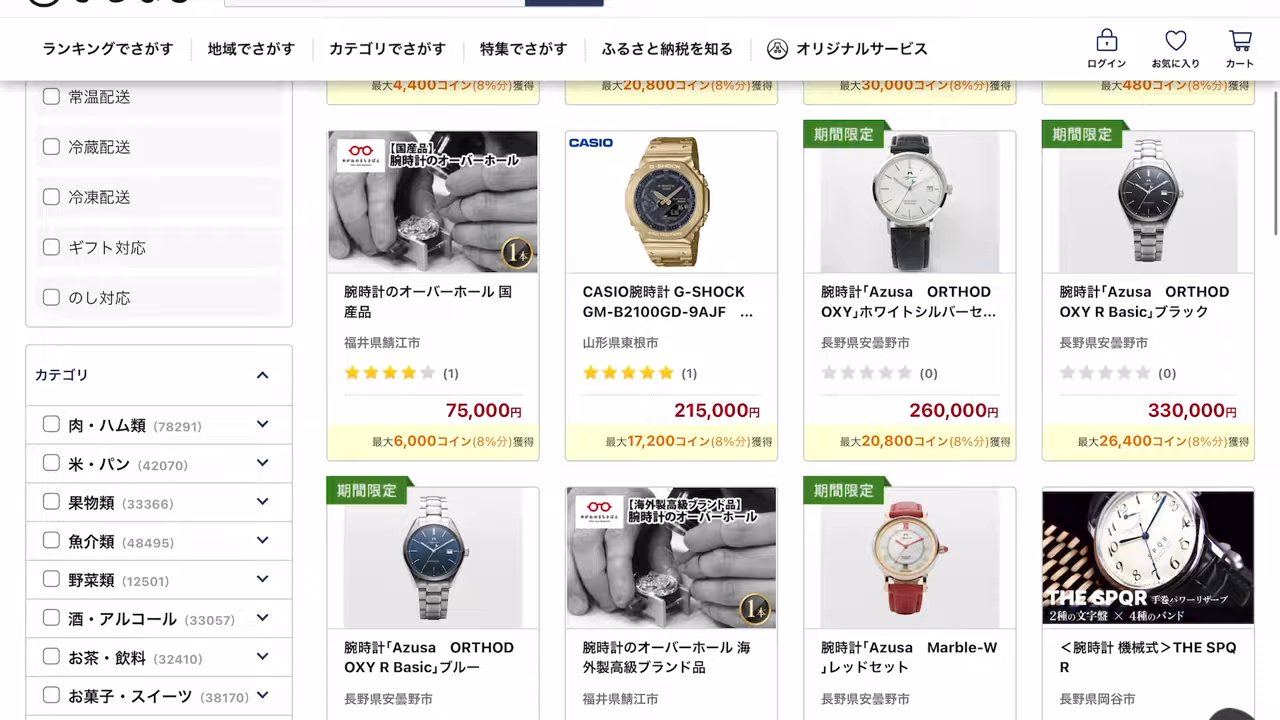 ランキングでさがす 地域でさがす カテゴリでさがす 特集でさがす ふるさと納税を知る オリジナルサービス ログイン お気に入り カート
常温配送
冷蔵配送
冷凍配送
ギフト対応
のし対応
カテゴリ
肉・ハム類 (78291)
米・パン (42070)
果物類 (33366)
魚介類 (48495)
野菜類 (12501)
酒・アルコール (33057)
お茶・飲料 (32410)
お菓子・スイーツ (38170)
最大4,400コイン(8%分)獲得
最大20,800コイン(8%分)獲得
最大30,000コイン(8%分)獲得
最大480コイン(8%分)獲得
【国産品】
腕時計のオーバーホール
1本
腕時計のオーバーホール 国
産品
福井県鯖江市
(1)
75,000円
最大6,000コイン(8%分)獲得
CASIO
G-SHOCK
CASIO腕時計 G-SHOCK
GM-B2100GD-9AJF ...
山形県東根市
(1)
215,000円
最大17,200コイン(8%分)獲得
期間限定
腕時計「Azusa ORTHOD
OXY」ホワイトシルバーセ...
長野県安曇野市
(0)
260,000円
最大20,800コイン(8%分)獲得
期間限定
腕時計「Azusa ORTHOD
OXY R Basic」ブラック
長野県安曇野市
(0)
330,000円
最大26,400コイン(8%分)獲得
期間限定
腕時計「Azusa ORTHOD
OXY R Basic」ブルー
長野県安曇野市
【海外製高級ブランド品】
腕時計のオーバーホール
1本
腕時計のオーバーホール 海
外製高級ブランド品
福井県鯖江市
期間限定
腕時計「Azusa Marble-W
」レッドセット
長野県安曇野市
SPQR
THE SPQR 手巻パワーリザーブ
2種の文字盤 × 4種のバンド
＜腕時計 機械式＞THE SPQ
R
長野県岡谷市